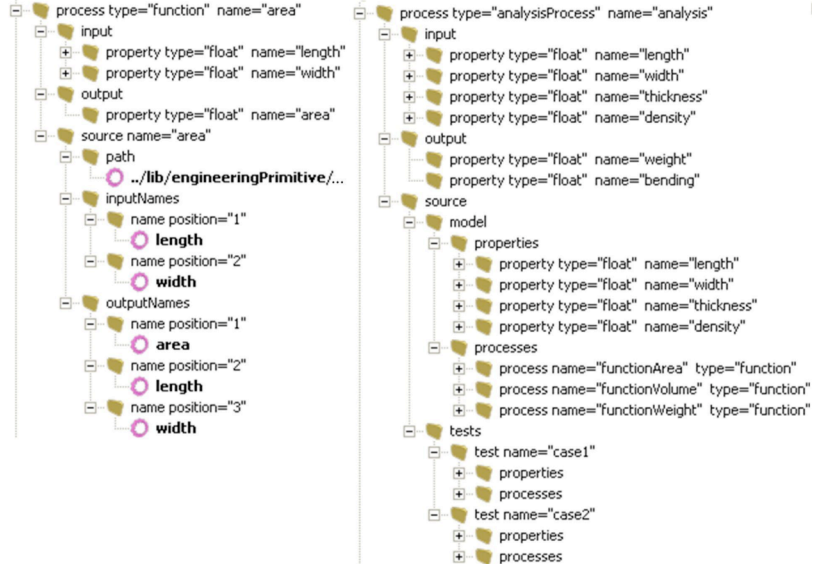 process type="function" name="area"
input
property type="float" name="length"
property type="float" name="width"
output
property type="float" name="area"
source name="area"
path
../lib/engineeringPrimitive/...
inputNames
name position="1"
length
name position="2"
width
outputNames
name position="1"
area
name position="2"
length
name position="3"
width
process type="analysisProcess" name="analysis"
input
property type="float" name="length"
property type="float" name="width"
property type="float" name="thickness"
property type="float" name="density"
output
property type="float" name="weight"
property type="float" name="bending"
source
model
properties
property type="float" name="length"
property type="float" name="width"
property type="float" name="thickness"
property type="float" name="density"
processes
process name="functionArea" type="function"
process name="functionVolume" type="function"
process name="functionWeight" type="function"
tests
test name="case1"
properties
processes
test name="case2"
properties
processes